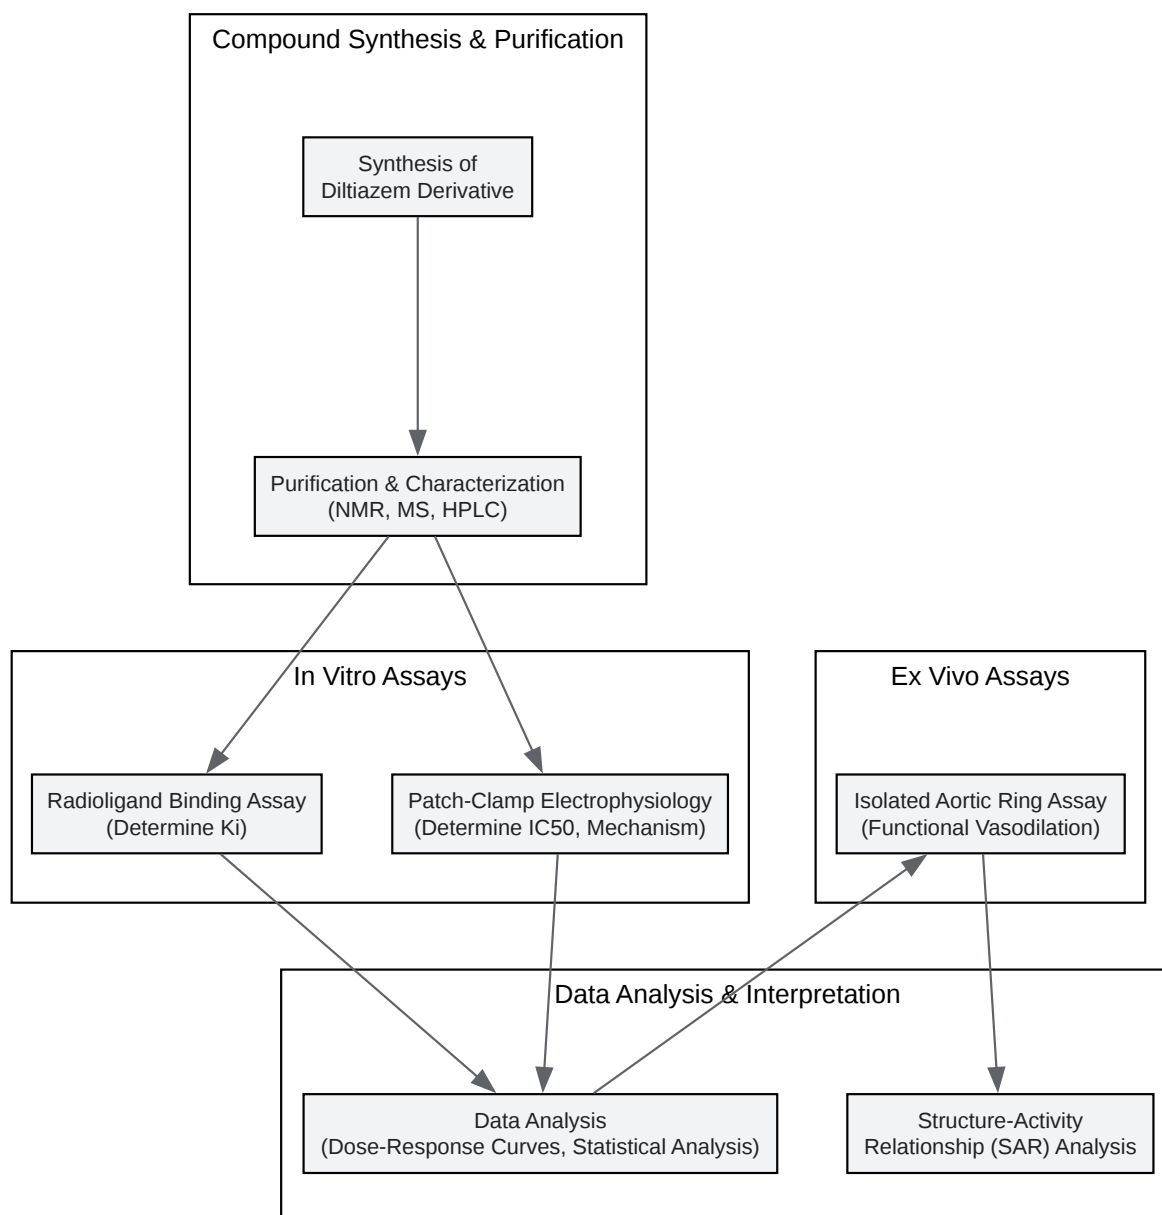 Compound Synthesis & Purification
Synthesis of
Diltiazem Derivative
Purification & Characterization
(NMR, MS, HPLC)
In Vitro Assays
Ex Vivo Assays
Radioligand Binding Assay
(Determine Ki)
Patch-Clamp Electrophysiology
(Determine IC50, Mechanism)
Isolated Aortic Ring Assay
(Functional Vasodilation)
Data Analysis & Interpretation
Data Analysis
(Dose-Response Curves, Statistical Analysis)
Structure-Activity
Relationship (SAR) Analysis